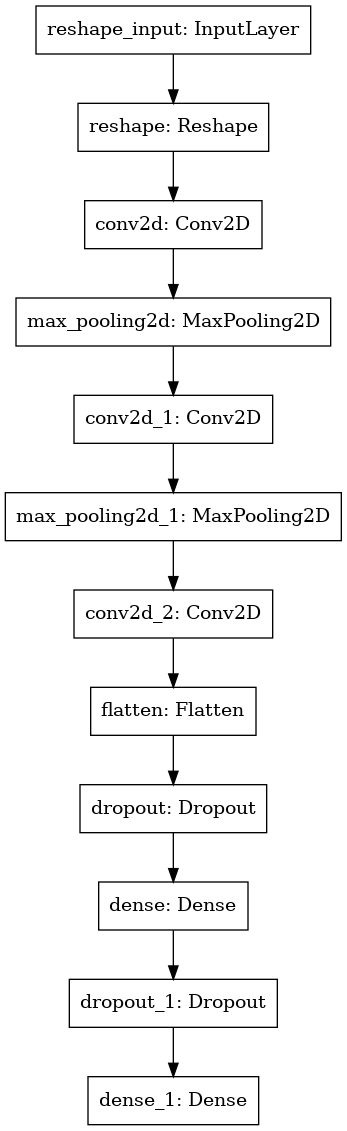 reshape_input: InputLayer
reshape: Reshape
conv2d: Conv2D
max_pooling2d: MaxPooling2D
conv2d_1: Conv2D
max_pooling2d_1: MaxPooling2D
conv2d_2: Conv2D
flatten: Flatten
dropout: Dropout
dense: Dense
dropout_1: Dropout
dense_1: Dense